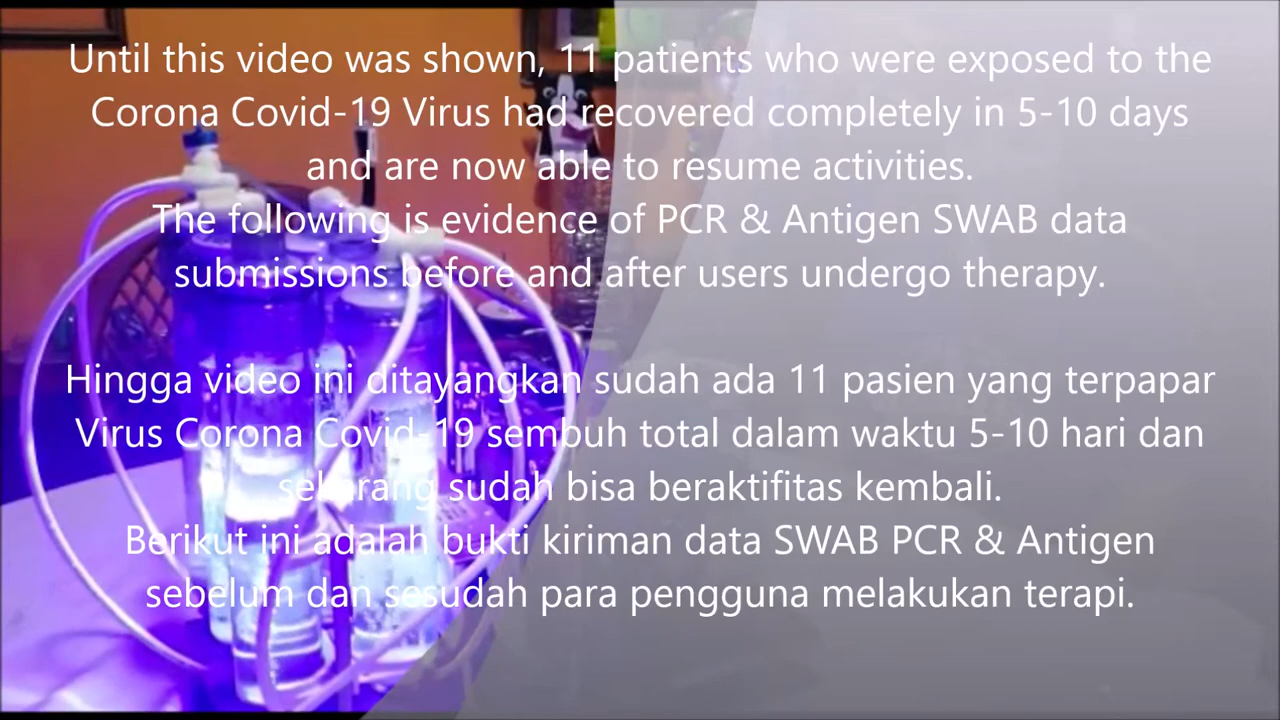 Until this video was shown, 11 patients who were exposed to the
Corona Covid-19 Virus had recovered completely in 5-10 days
and are now able to resume activities.
The following is evidence of PCR & Antigen SWAB data
submissions before and after users undergo therapy.
Hingga video ini ditayangkan sudah ada 11 pasien yang terpapar
Virus Corona Covid-19 sembuh total dalam waktu 5-10 hari dan
sekarang sudah bisa beraktifitas kembali.
Berikut ini adalah bukti kiriman data SWAB PCR & Antigen
sebelum dan sesudah para pengguna melakukan terapi.